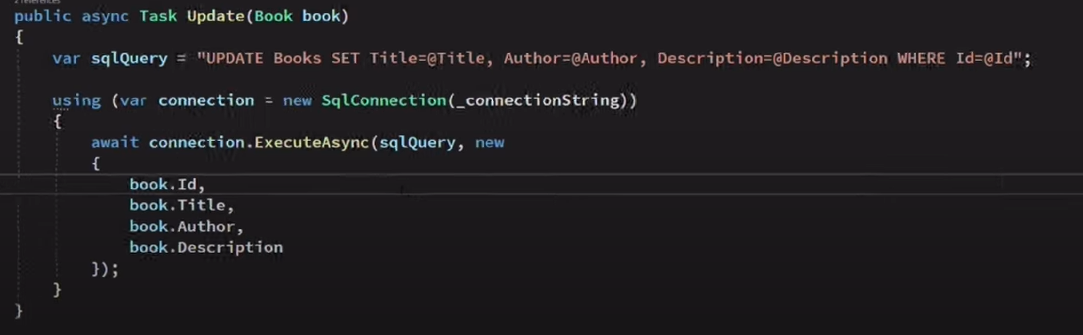 2 references
public async Task Update(Book book)
{
var sqlQuery = "UPDATE Books SET Title=@Title, Author=@Author, Description=@Description WHERE Id=@Id";
using (var connection = new SqlConnection(_connectionString))
{
await connection.ExecuteAsync(sqlQuery, new
{
book.Id,
book.Title,
book.Author,
book.Description
});
}
}